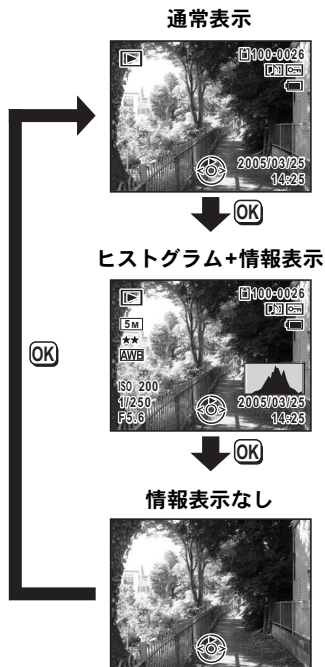 通常表示
100-0026
2005/03/25
14:25
OK
ヒストグラム+情報表示
100-0026
5M
★★
AWB
ISO 200
1/250
F5.6
2005/03/25
14:25
OK
OK
情報表示なし